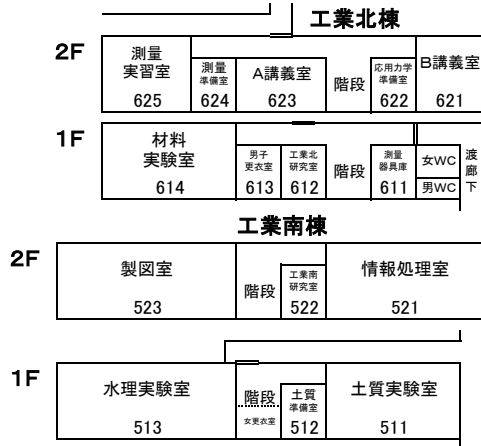 工業北棟
2F
測量
実習室
625
測量
準備室
624
A講義室
623
階段
応用力学
準備室
622
B講義室
621
1F
材料
実験室
614
男子
更衣室
613
工業北
研究室
612
階段
測量
器具庫
611
女WC
男WC
渡
廊
下
工業南棟
2F
製図室
523
階段
工業南
研究室
522
情報処理室
521
1F
水理実験室
513
階段
女更衣室
土質
準備室
512
土質実験室
511